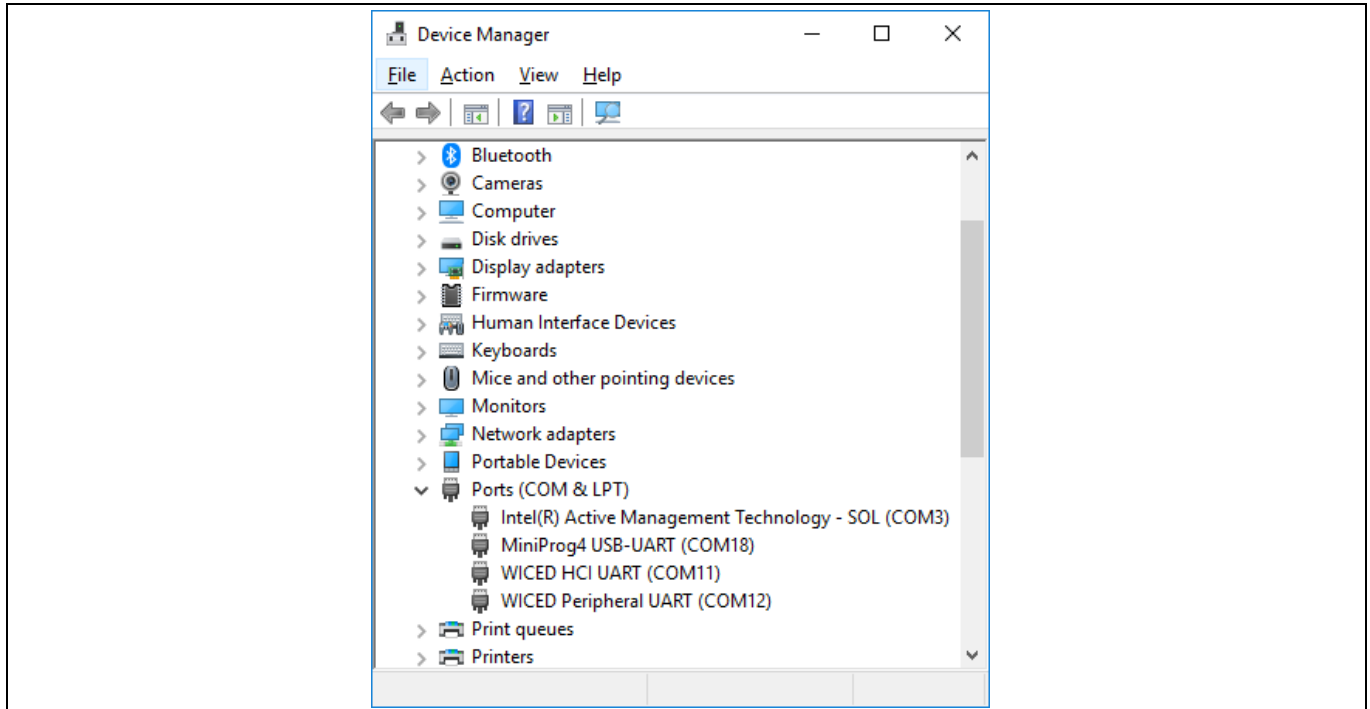 Device Manager
File Action View Help
Bluetooth
Cameras
Computer
Disk drives
Display adapters
Firmware
Human Interface Devices
Keyboards
Mice and other pointing devices
Monitors
Network adapters
Portable Devices
Ports (COM & LPT)
Intel(R) Active Management Technology - SOL (COM3)
MiniProg4 USB-UART (COM18)
WICED HCI UART (COM11)
WICED Peripheral UART (COM12)
Print queues
Printers